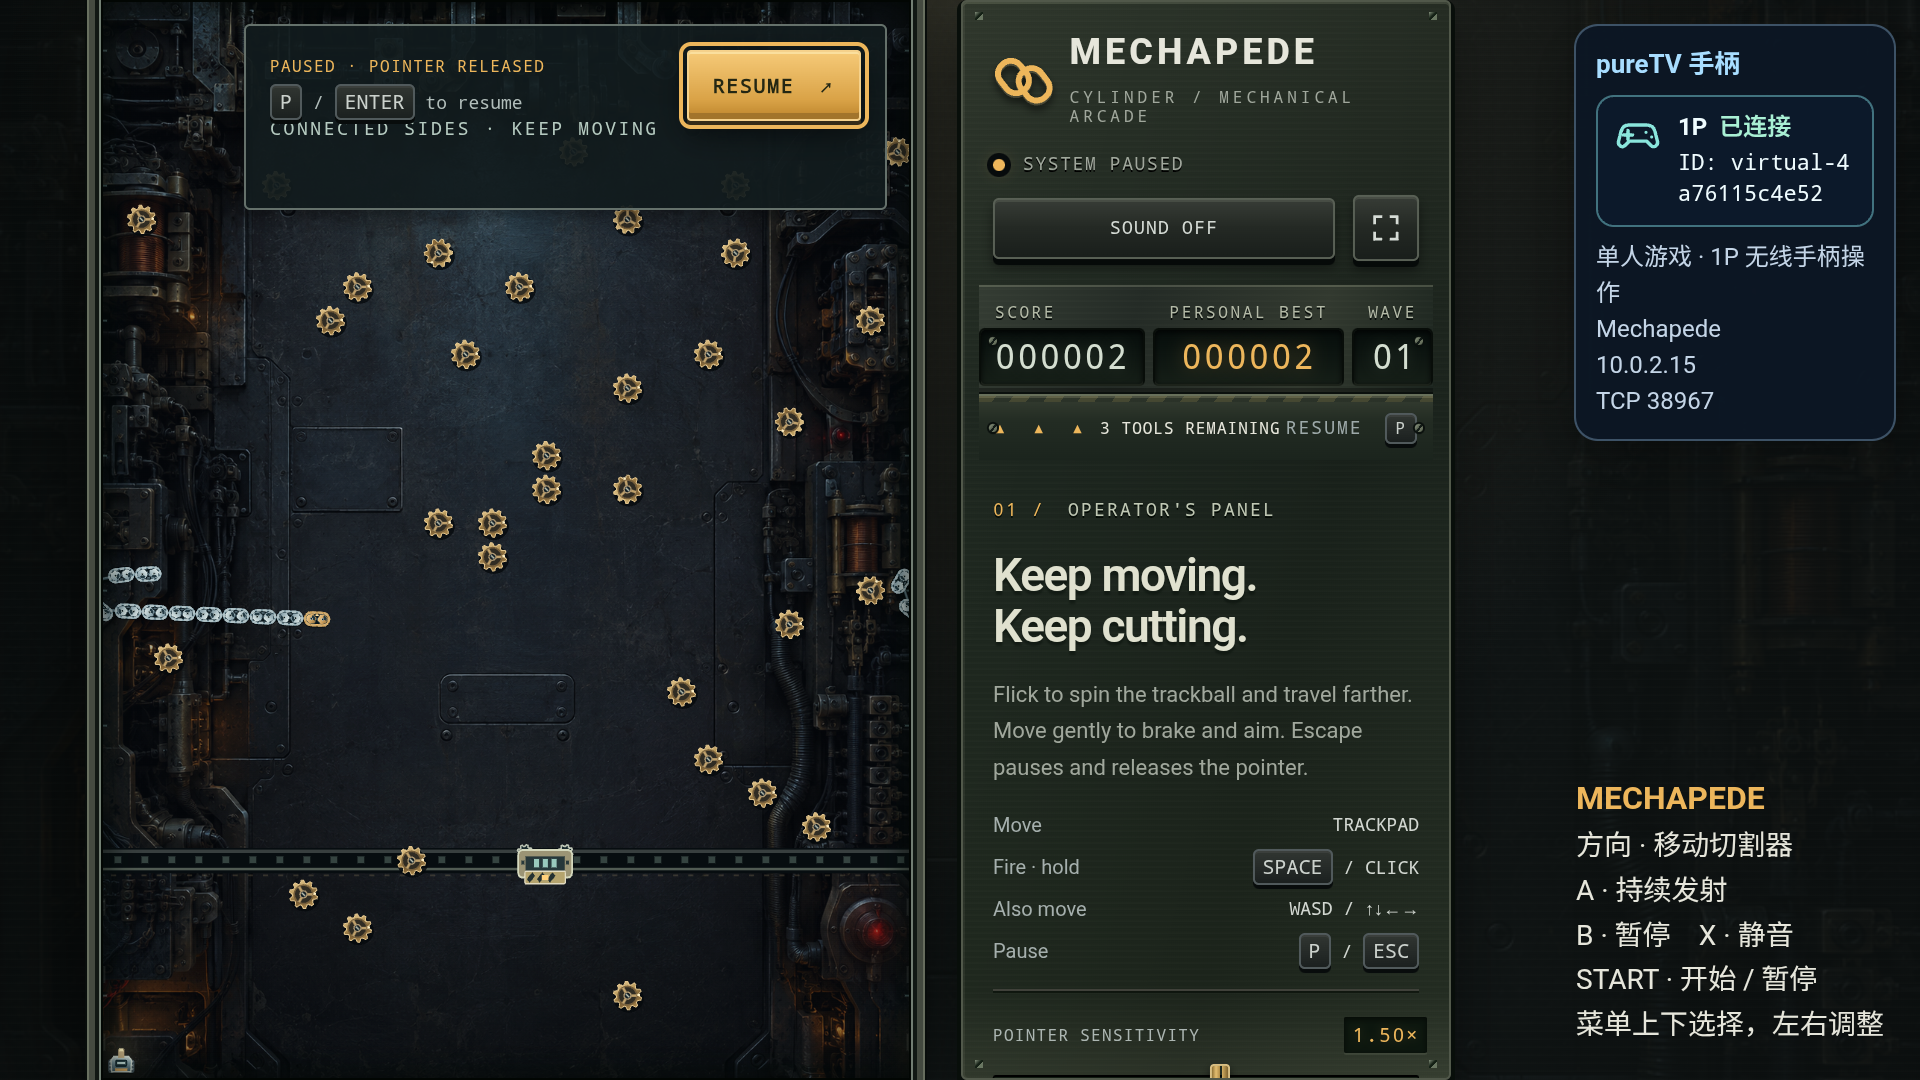 PAUSED · POINTER RELEASED
P / ENTER to resume
CONNECTED SIDES · KEEP MOVING
RESUME ↗
MECHAPEDE
CYLINDER / MECHANICAL
ARCADE
SYSTEM PAUSED
SOUND OFF
SCORE PERSONAL BEST WAVE
000002 000002 01
▲ ▲ ▲ 3 TOOLS REMAINING RESUME P
01 / OPERATOR'S PANEL
Keep moving.
Keep cutting.
Flick to spin the trackball and travel farther.
Move gently to brake and aim. Escape
pauses and releases the pointer.
Move TRACKPAD
Fire · hold SPACE / CLICK
Also move WASD / ↑↓←→
Pause P / ESC
POINTER SENSITIVITY 1.50×
pureTV 手柄
1P 已连接
ID: virtual-4
a76115c4e52
单人游戏 · 1P 无线手柄操
作
Mechapede
10.0.2.15
TCP 38967
MECHAPEDE
方向 · 移动切割器
A · 持续发射
B · 暂停 X · 静音
START · 开始 / 暂停
菜单上下选择，左右调整